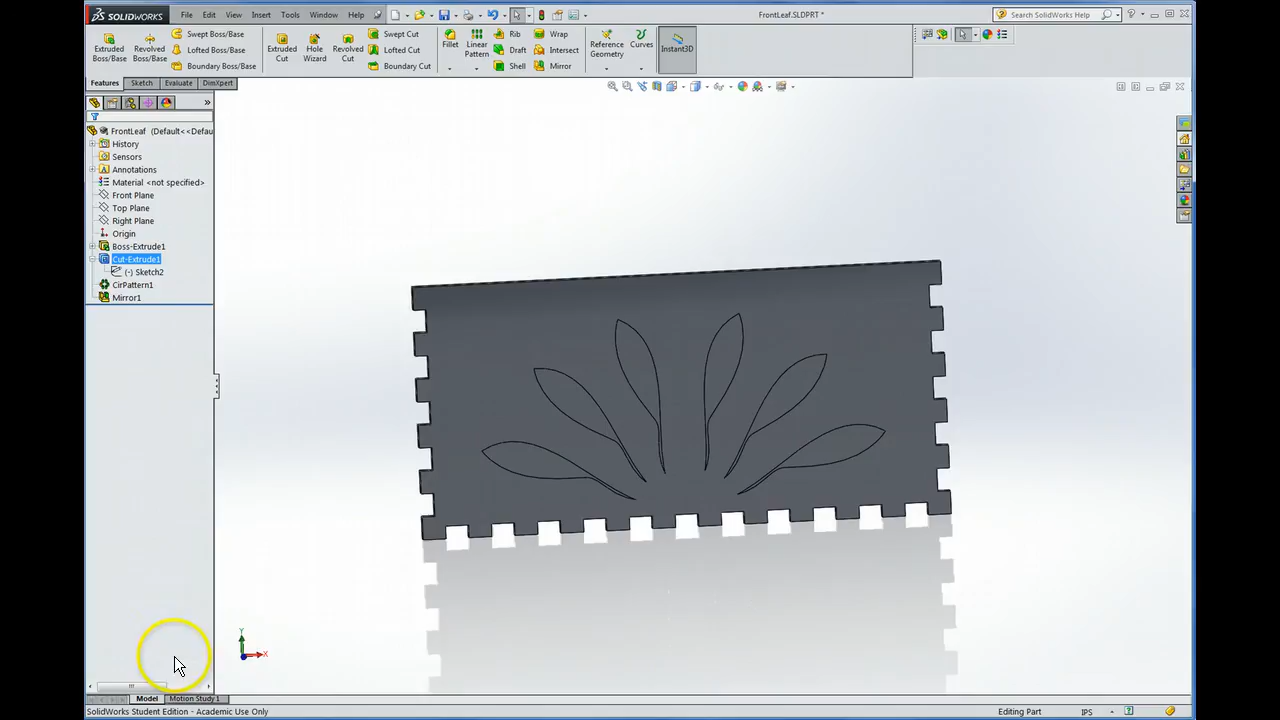 SOLIDWORKS File Edit View Insert Tools Window Help FrontLeaf.SLDPRT * Search SolidWorks Help
Extruded Boss/Base Revolved Boss/Base Swept Boss/Base Lofted Boss/Base Boundary Boss/Base Extruded Cut Hole Wizard Revolved Cut Swept Cut Lofted Cut Boundary Cut Fillet Linear Pattern Rib Draft Shell Wrap Intersect Mirror Reference Geometry Curves Instant3D
Features Sketch Evaluate DimXpert
FrontLeaf (Default<<Defau
History
Sensors
Annotations
Material <not specified>
Front Plane
Top Plane
Right Plane
Origin
Boss-Extrude1
Cut-Extrude1
(-) Sketch2
CirPattern1
Mirror1
Y
X
Model Motion Study 1
SolidWorks Student Edition - Academic Use Only Editing Part IPS